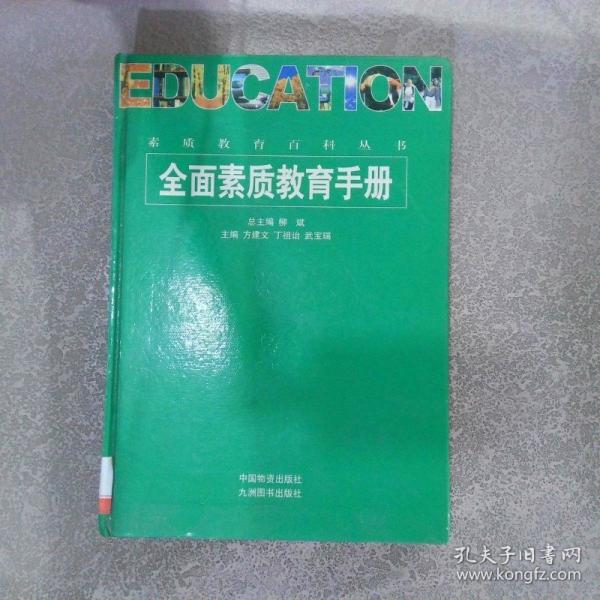 EDUCATION
素质教育百科丛书
全面素质教育手册
总主编 柳 斌
主编 方建文 丁祖诒 武宝瑞
中国物资出版社
九洲图书出版社
孔夫子旧书网
www.kongfz.com